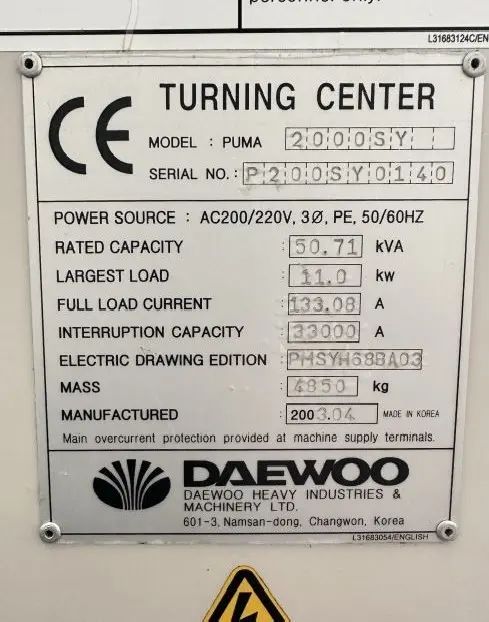 personnel only.
L31683124C/EN
CE TURNING CENTER
MODEL : PUMA 2000SY
SERIAL NO. : P200SY0140
POWER SOURCE : AC200/220V, 3Ø, PE, 50/60HZ
RATED CAPACITY : 50.71 kVA
LARGEST LOAD : 11.0 kw
FULL LOAD CURRENT : 133.08 A
INTERRUPTION CAPACITY : 33000 A
ELECTRIC DRAWING EDITION : PMSYH68BA03
MASS : 4850 kg
MANUFACTURED : 2003.04 MADE IN KOREA
Main overcurrent protection provided at machine supply terminals.
DAEWOO
DAEWOO HEAVY INDUSTRIES &
MACHINERY LTD.
601-3, Namsan-dong, Changwon, Korea
L31683054/ENGLISH